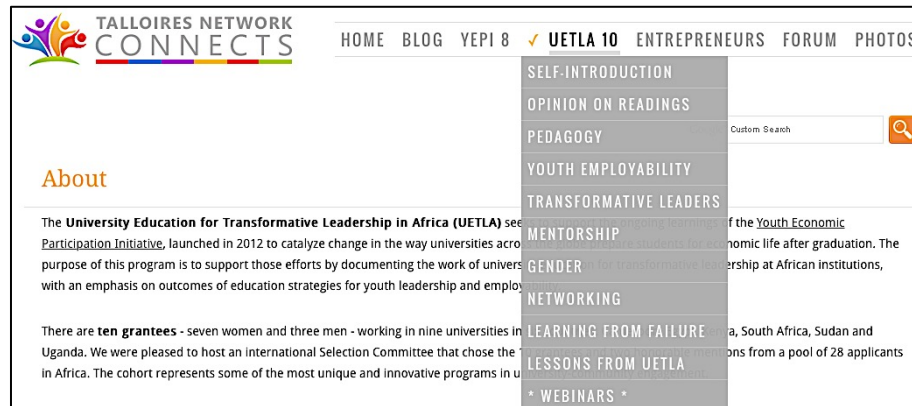 TALLOIRES NETWORK
CONNECTS
HOME BLOG YEPI 8 ✓ UETLA 10 ENTREPRENEURS FORUM PHOTOS
SELF-INTRODUCTION
OPINION ON READINGS
PEDAGOGY
YOUTH EMPLOYABILITY
TRANSFORMATIVE LEADERS
MENTORSHIP
GENDER
NETWORKING
LEARNING FROM FAILURE
LESSONS FROM UETLA
* WEBINARS *
Custom Search
About
The University Education for Transformative Leadership in Africa (UETLA) of the Youth Economic
Participation Initiative, launched in 2012 to catalyze change in the way universities economic life after graduation. The
purpose of this program is to support those efforts by documenting the work of for transformative leadership at African institutions,
with an emphasis on outcomes of education strategies for youth leadership and
There are ten grantees - seven women and three men - working in nine universities in South Africa, Sudan and
Uganda. We were pleased to host an international Selection Committee that chose the from a pool of 28 applicants
in Africa. The cohort represents some of the most unique and innovative programs in